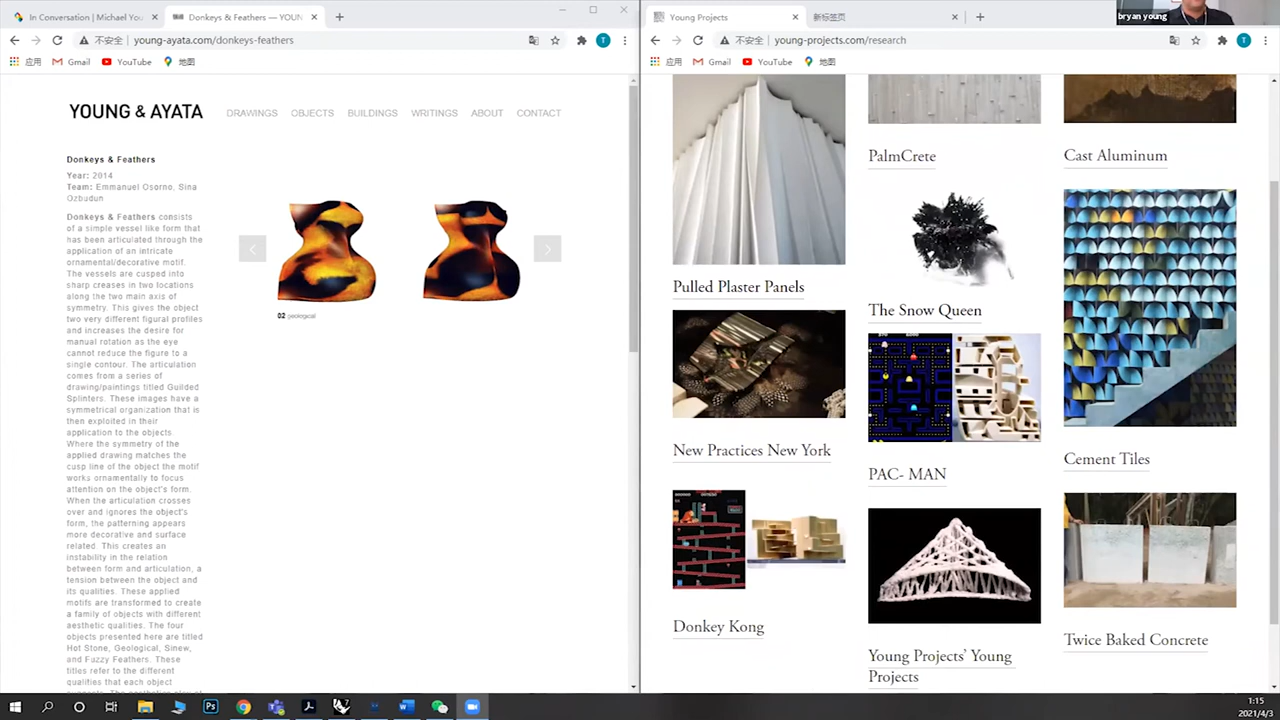 In Conversation | Michael You
Donkeys & Feathers — YOUN
不安全
young-ayata.com/donkeys-feathers
应用
Gmail
YouTube
地图
YOUNG & AYATA
DRAWINGS
OBJECTS
BUILDINGS
WRITINGS
ABOUT
CONTACT
Donkeys & Feathers
Year: 2014
Team: Emmanuel Osorno, Sina
Ozbudun
Donkeys & Feathers consists
of a simple vessel like form that
has been articulated through the
application of an intricate
ornamental/decorative motif.
The vessels are cusped into
sharp creases in two locations
along the two main axis of
symmetry. This gives the object
two very different figural profiles
and increases the desire for
manual rotation as the eye
cannot reduce the figure to a
single contour. The articulation
comes from a series of
drawing/paintings titled Guilded
Splinters. These images have a
symmetrical organization that is
then exploited in their
application to the objects.
Where the symmetry of the
applied drawing matches the
cusp line of the object the motif
works ornamentally to focus
attention on the object's form.
When the articulation crosses
over and ignores the object's
form, the patterning appears
more decorative and surface
related. This creates an
instability in the relation
between form and articulation, a
tension between the object and
its qualities. These applied
motifs are transformed to create
a family of objects with different
aesthetic qualities. The four
objects presented here are titled
Hot Stone, Geological, Sinew,
and Fuzzy Feathers. These
titles refer to the different
qualities that each object
02 geological
Young Projects
新标签页
bryan young
不安全
young-projects.com/research
T
T
应用
Gmail
YouTube
地图
PalmCrete
Cast Aluminum
Pulled Plaster Panels
The Snow Queen
New Practices New York
PAC- MAN
Cement Tiles
Donkey Kong
Young Projects' Young
Projects
Twice Baked Concrete
1:15
2021/4/3